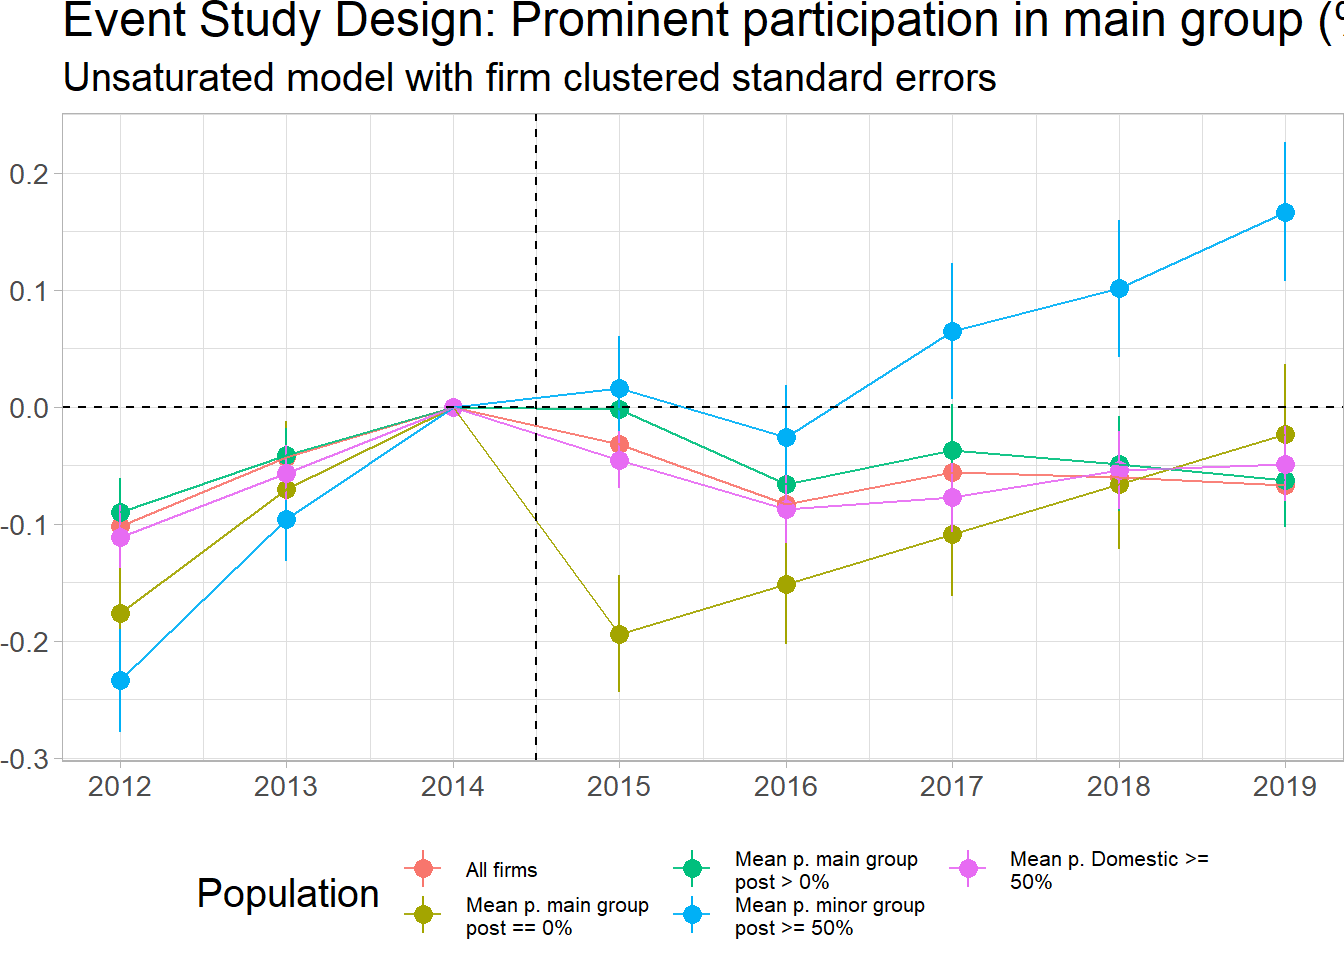 Event Study Design: Prominent participation in main group (%
Unsaturated model with firm clustered standard errors
0.2
0.1
0.0
-0.1
-0.2
-0.3
2012 2013 2014 2015 2016 2017 2018 2019
Population
All firms
Mean p. main group
post == 0%
Mean p. main group
post > 0%
Mean p. minor group
post >= 50%
Mean p. Domestic >=
50%